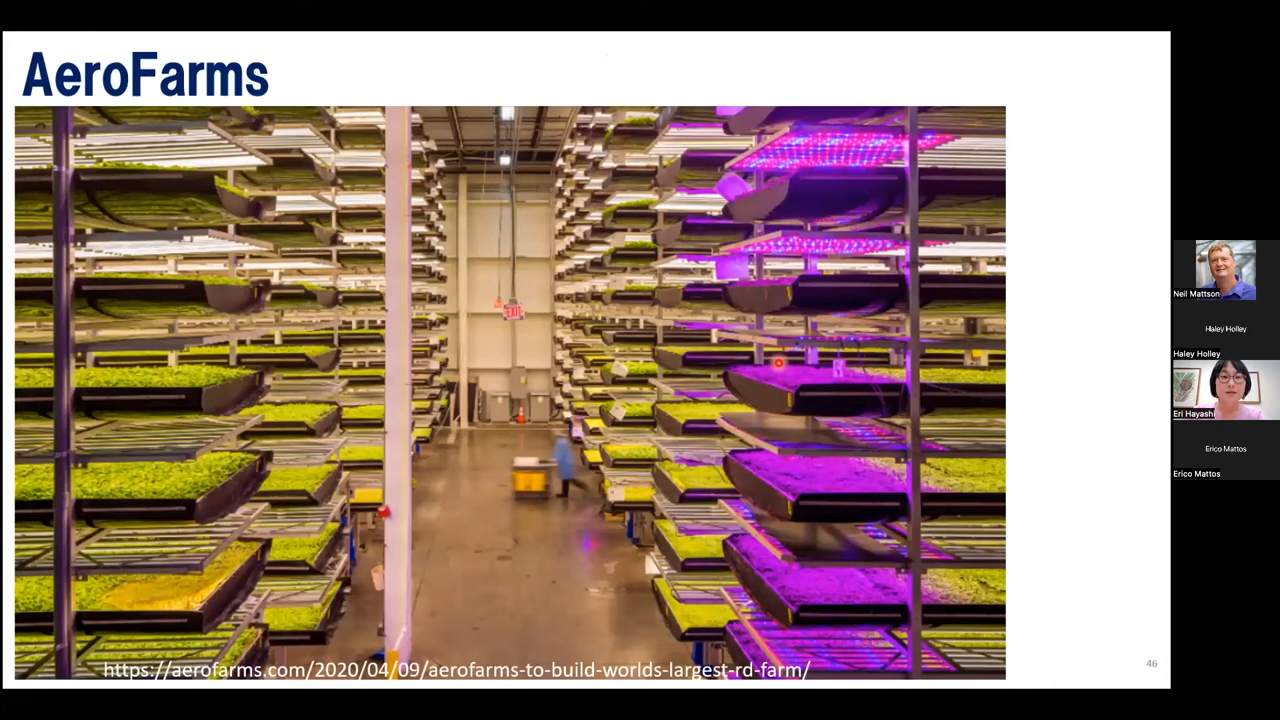 AeroFarms
EXIT
https://aerofarms.com/2020/04/09/aerofarms-to-build-worlds-largest-rd-farm/
46
Neil Mattson
Haley Holley
Haley Holley
Eri Hayashi
Erico Mattos
Erico Mattos